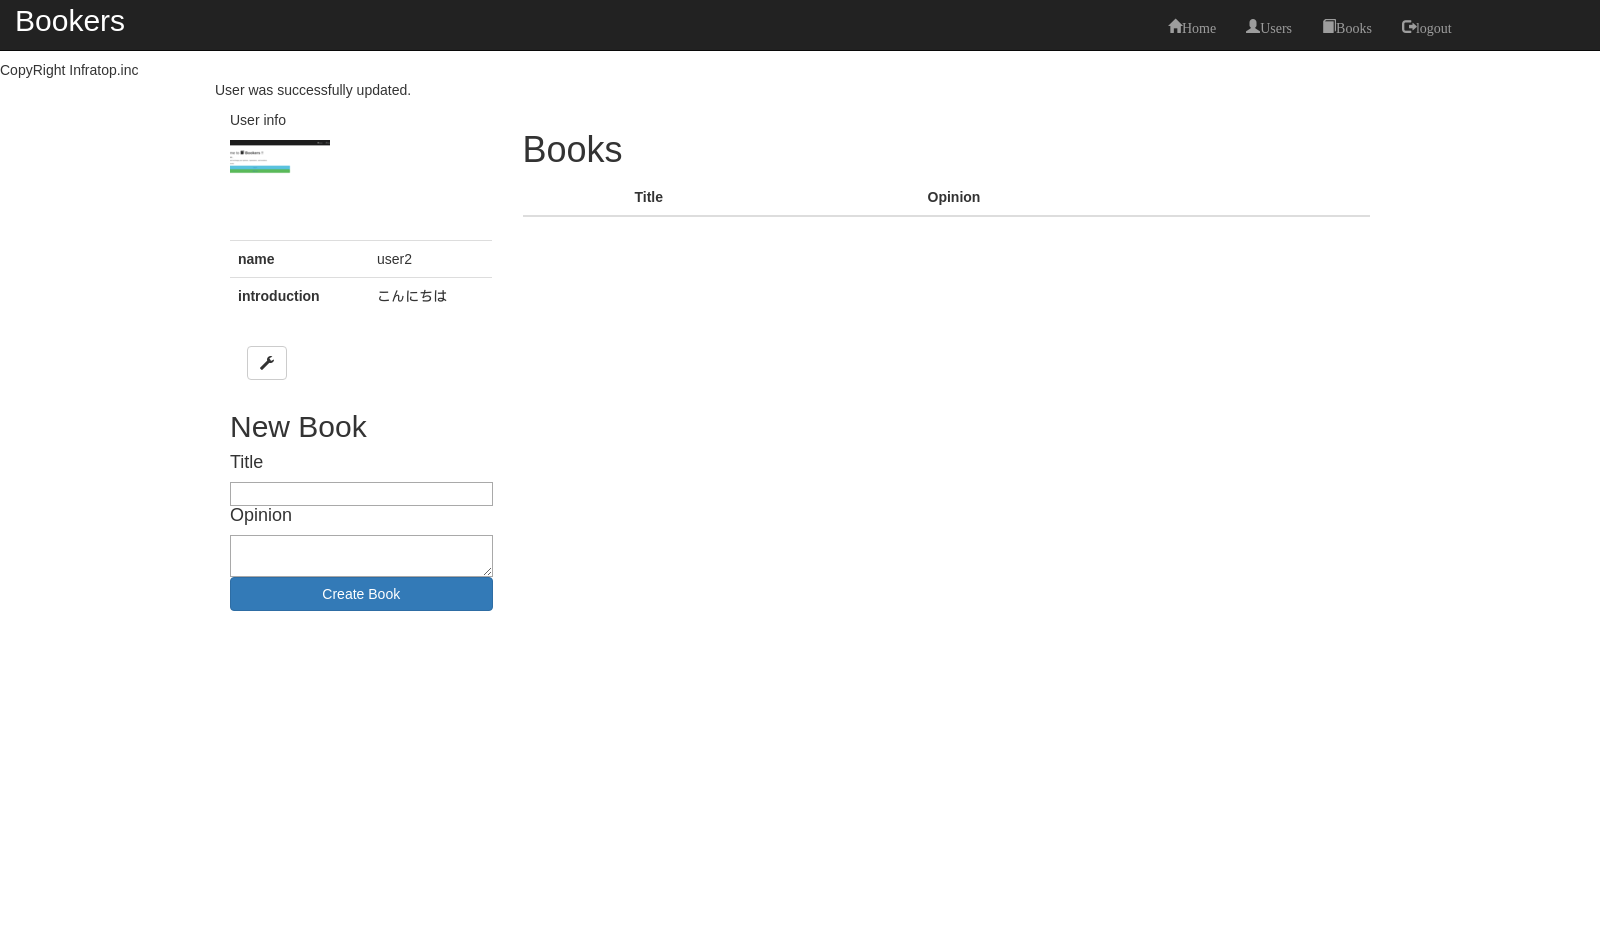 Bookers
Home Users Books logout
CopyRight Infratop.inc
User was successfully updated.
User info
Books
Title Opinion
name user2
introduction こんにちは
New Book
Title
Opinion
Create Book